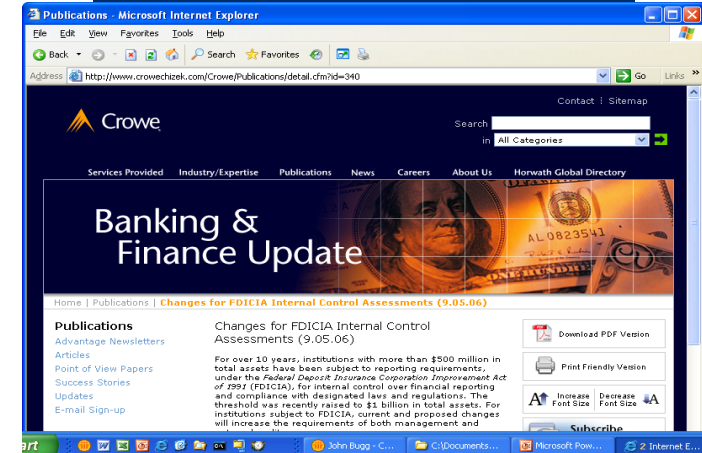 Publications - Microsoft Internet Explorer
File Edit View Favorites Tools Help
Back Search Favorites
Address http://www.crowechizek.com/Crowe/Publications/detail.cfm?id=340 Go Links »
Contact | Sitemap
Crowe
Search
in All Categories
Services Provided Industry/Expertise Publications News Careers About Us Horwath Global Directory
Banking &
Finance Update
AL0823541
Home | Publications | Changes for FDICIA Internal Control Assessments (9.05.06)
Publications
Advantage Newsletters
Articles
Point of View Papers
Success Stories
Updates
E-mail Sign-up
Changes for FDICIA Internal Control
Assessments (9.05.06)
For over 10 years, institutions with more than $500 million in
total assets have been subject to reporting requirements,
under the Federal Deposit Insurance Corporation Improvement Act
of 1991 (FDICIA), for internal control over financial reporting
and compliance with designated laws and regulations. The
threshold was recently raised to $1 billion in total assets. For
institutions subject to FDICIA, current and proposed changes
will increase the requirements of both management and
Download PDF Version
Print Friendly Version
Increase Font Size Decrease Font Size
Subscribe
art John Bugg - C... C:\Documents... Microsoft Pow... 2 Internet E...